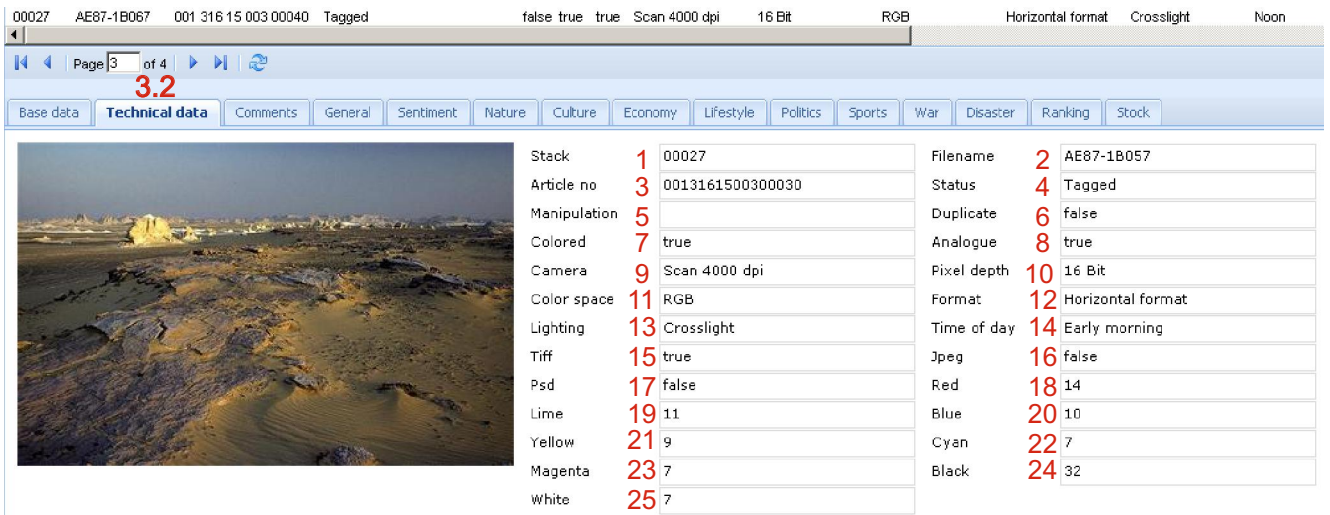 00027 AE87-1B067 001 316 15 003 00040 Tagged false true true Scan 4000 dpi 16 Bit RGB Horizontal format Crosslight Noon
Page 3 of 4
3.2
Base data Technical data Comments General Sentiment Nature Culture Economy Lifestyle Politics Sports War Disaster Ranking Stock
Stack 1 00027 Filename 2 AE87-1B057
Article no 3 0013161500300030 Status 4 Tagged
Manipulation 5 Duplicate 6 false
Colored 7 true Analogue 8 true
Camera 9 Scan 4000 dpi Pixel depth 10 16 Bit
Color space 11 RGB Format 12 Horizontal format
Lighting 13 Crosslight Time of day 14 Early morning
Tiff 15 true Jpeg 16 false
Psd 17 false Red 18 14
Lime 19 11 Blue 20 10
Yellow 21 9 Cyan 22 7
Magenta 23 7 Black 24 32
White 25 7